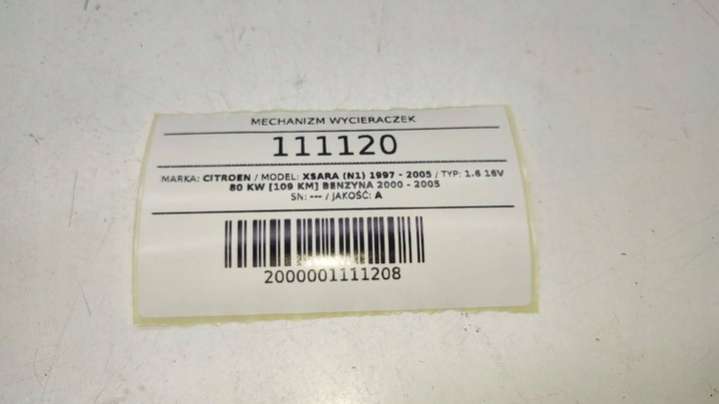 MECHANIZM WYCIERACZEK
111120
MARKA: CITROEN / MODEL: XSARA (N1) 1997 - 2005 / TYP: 1.6 16V
80 KW [109 KM] BENZYNA 2000 - 2005
SN: --- / JAKOŚĆ: A
2000001111208